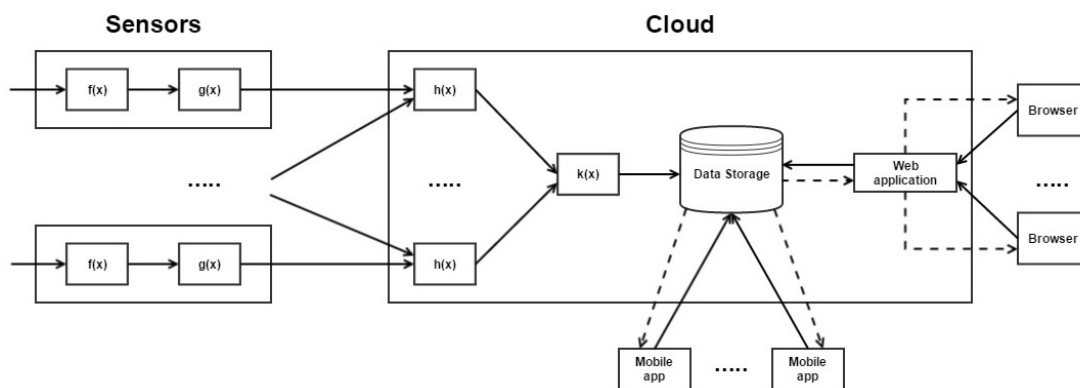 Sensors
Cloud
f(x)
g(x)
h(x)
Browser
.....
.....
k(x)
Data Storage
Web
application
.....
f(x)
g(x)
h(x)
Browser
Mobile
app
.....
Mobile
app